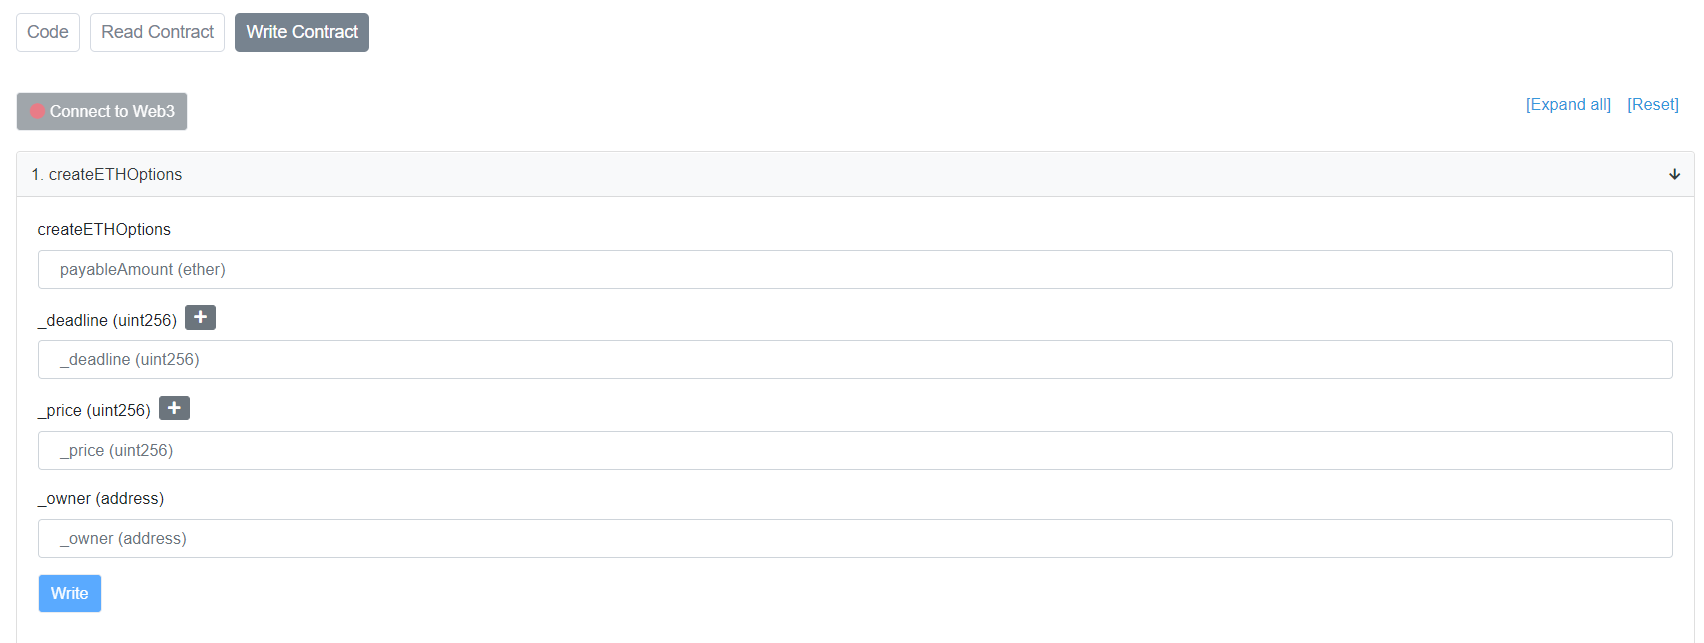 Code Read Contract Write Contract
Connect to Web3 [Expand all] [Reset]
1. createETHOptions
createETHOptions
payableAmount (ether)
_deadline (uint256)
_deadline (uint256)
_price (uint256)
_price (uint256)
_owner (address)
_owner (address)
Write